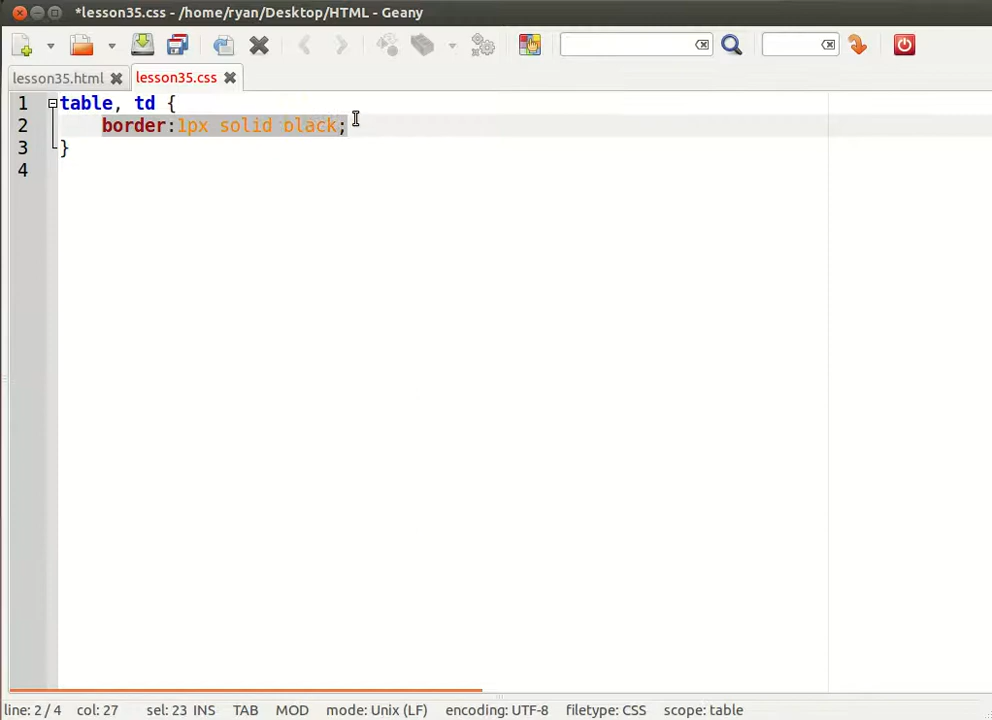 *lesson35.css - /home/ryan/Desktop/HTML - Geany
lesson35.html lesson35.css
1 table, td {
2 border:1px solid black;
3 }
4
line: 2 / 4 col: 27 sel: 23 INS TAB MOD mode: Unix (LF) encoding: UTF-8 filetype: CSS scope: table